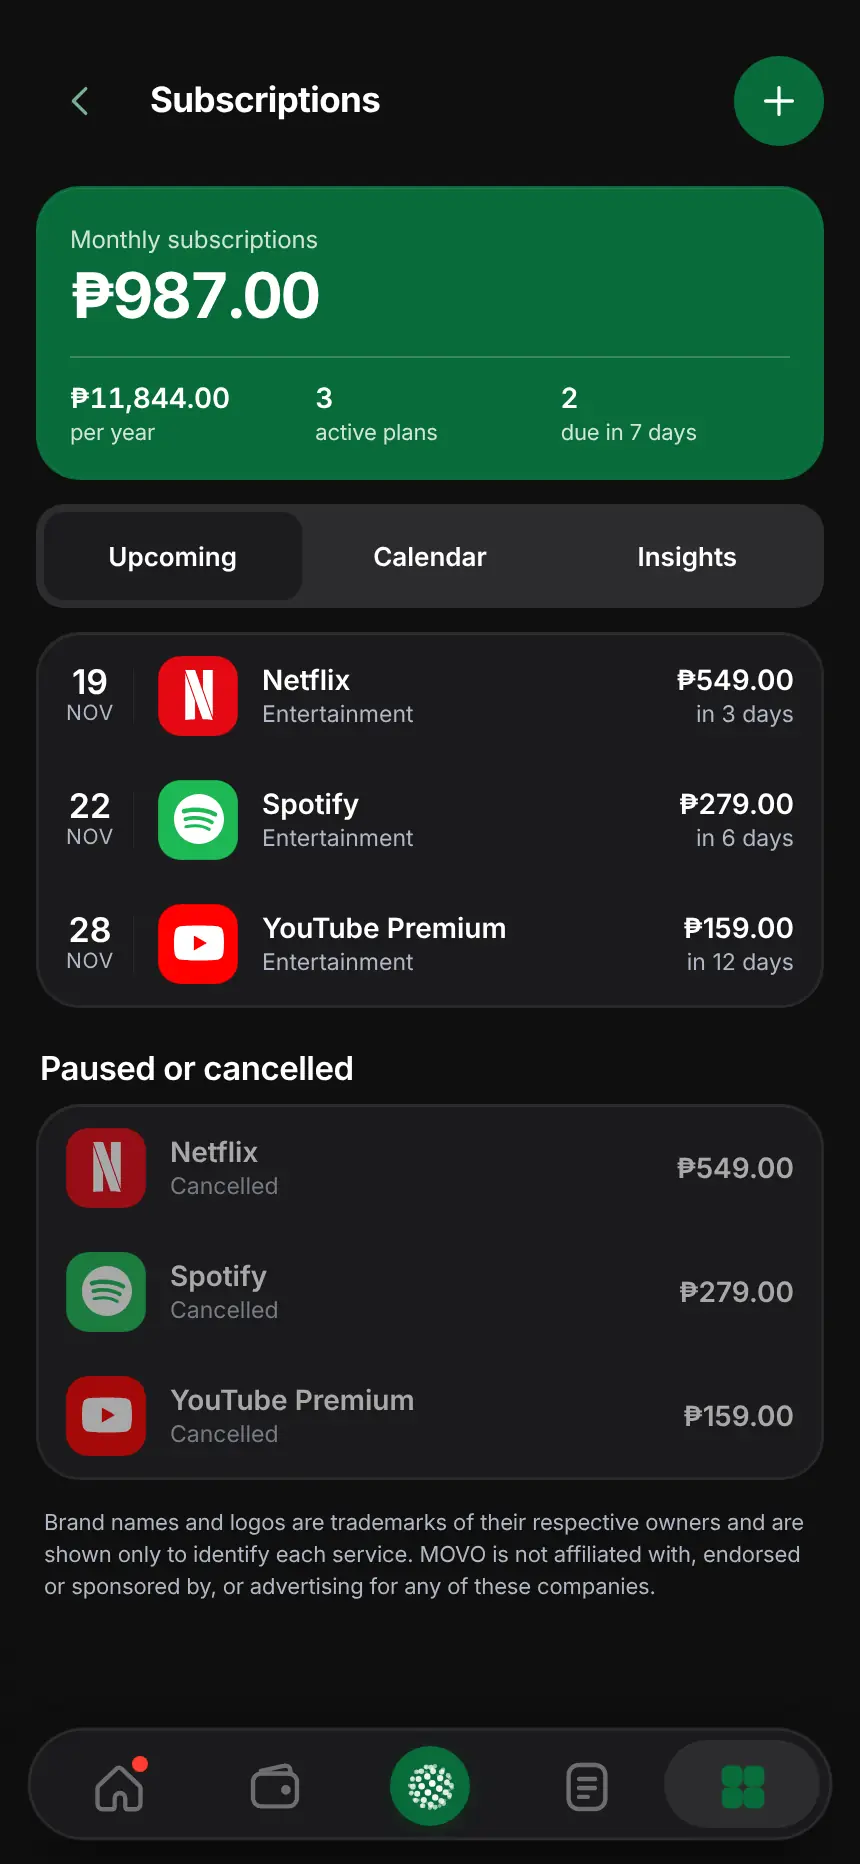 Subscriptions
Monthly subscriptions
₱987.00
₱11,844.00
per year
3
active plans
2
due in 7 days
Upcoming
Calendar
Insights
19
NOV
Netflix
Entertainment
₱549.00
in 3 days
22
NOV
Spotify
Entertainment
₱279.00
in 6 days
28
NOV
YouTube Premium
Entertainment
₱159.00
in 12 days
Paused or cancelled
Netflix
Cancelled
₱549.00
Spotify
Cancelled
₱279.00
YouTube Premium
Cancelled
₱159.00
Brand names and logos are trademarks of their respective owners and are
shown only to identify each service. MOVO is not affiliated with, endorsed
or sponsored by, or advertising for any of these companies.